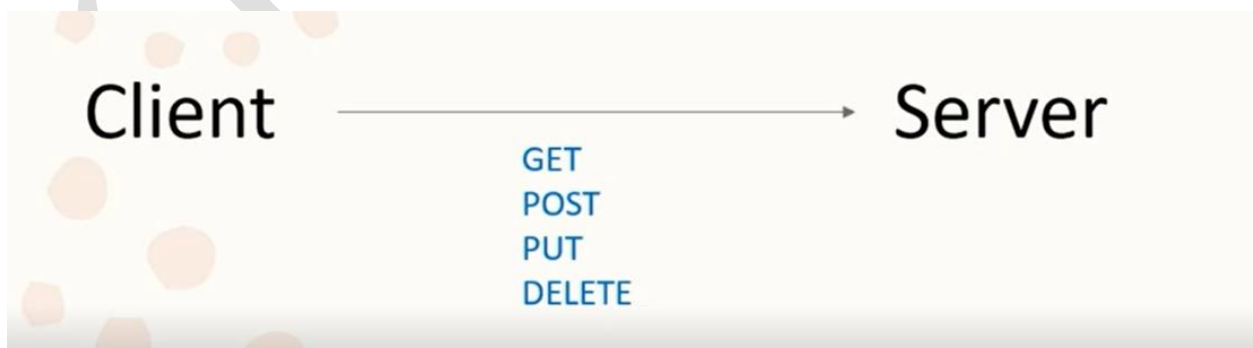 Client Server
GET
POST
PUT
DELETE